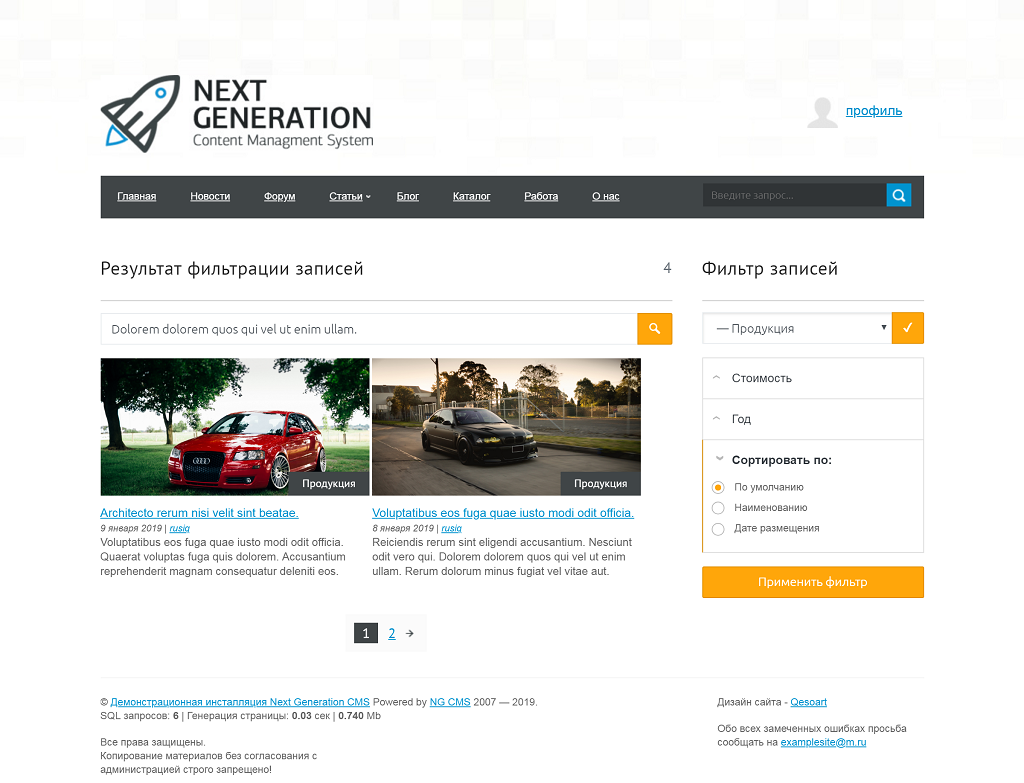 NEXT
GENERATION
Content Managment System
профиль
Главная Новости Форум Статьи Блог Каталог Работа О нас Введите запрос...
Результат фильтрации записей 4
Dolorem dolorem quos qui vel ut enim ullam.
Продукция
Architecto rerum nisi velit sint beatae.
9 января 2019 | rusiq
Voluptatibus eos fuga quae iusto modi odit officia.
Quaerat voluptas fuga quis dolorem. Accusantium
reprehenderit magnam consequatur deleniti eos.
Продукция
Voluptatibus eos fuga quae iusto modi odit officia.
8 января 2019 | rusiq
Reiciendis rerum sint eligendi accusantium. Nesciunt
odit vero qui. Dolorem dolorem quos qui vel ut enim
ullam. Rerum dolorum minus fugiat vel vitae aut.
1 2 →
Фильтр записей
— Продукция
Стоимость
Год
Сортировать по:
По умолчанию
Наименованию
Дате размещения
Применить фильтр
© Демонстрационная инсталляция Next Generation CMS Powered by NG CMS 2007 — 2019.
SQL запросов: 6 | Генерация страницы: 0.03 сек | 0.740 Mb
Все права защищены.
Копирование материалов без согласования с
администрацией строго запрещено!
Дизайн сайта - Qesoart
Обо всех замеченных ошибках просьба
сообщать на examplesite@m.ru